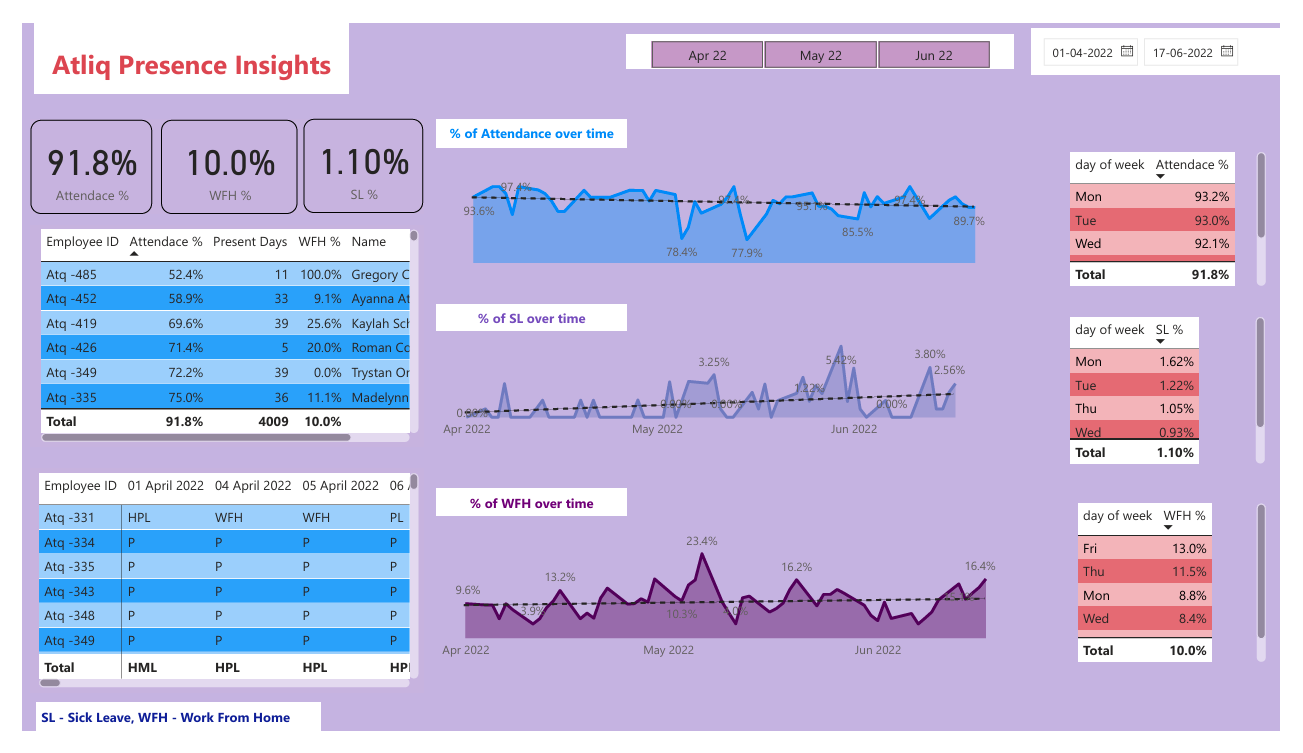 Atliq Presence Insights
Apr 22 May 22 Jun 22
01-04-2022 17-06-2022
91.8%
Attendace %
10.0%
WFH %
1.10%
SL %
Employee ID Attendace % Present Days WFH % Name
Atq -485 52.4% 11 100.0% Gregory C
Atq -452 58.9% 33 9.1% Ayanna At
Atq -419 69.6% 39 25.6% Kaylah Sch
Atq -426 71.4% 5 20.0% Roman Co
Atq -349 72.2% 39 0.0% Trystan Or
Atq -335 75.0% 36 11.1% Madelynn
Total 91.8% 4009 10.0%
Employee ID 01 April 2022 04 April 2022 05 April 2022 06
Atq -331 HPL WFH WFH PL
Atq -334 P P P P
Atq -335 P P P P
Atq -343 P P P P
Atq -348 P P P P
Atq -349 P P P P
Total HML HPL HPL HPL
SL - Sick Leave, WFH - Work From Home
% of Attendance over time
97.4%
93.6%
78.4%
77.9%
85.5%
97.4%
89.7%
% of SL over time
0.00%
0.00%
3.25%
0.00%
1.22%
5.42%
0.00%
3.80%
2.56%
Apr 2022 May 2022 Jun 2022
% of WFH over time
9.6%
3.9%
13.2%
10.3%
23.4%
4.0%
16.2%
16.4%
Apr 2022 May 2022 Jun 2022
day of week Attendace %
Mon 93.2%
Tue 93.0%
Wed 92.1%
Total 91.8%
day of week SL %
Mon 1.62%
Tue 1.22%
Thu 1.05%
Wed 0.93%
Total 1.10%
day of week WFH %
Fri 13.0%
Thu 11.5%
Mon 8.8%
Wed 8.4%
Total 10.0%